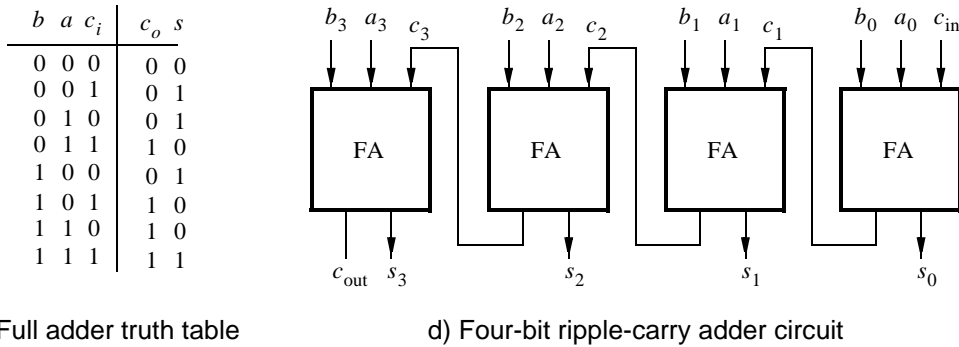 b a c_i c_o s
0 0 0 0 0
0 0 1 0 1
0 1 0 0 1
0 1 1 1 0
1 0 0 0 1
1 0 1 1 0
1 1 0 1 0
1 1 1 1 1
b_3 a_3 c_3 b_2 a_2 c_2 b_1 a_1 c_1 b_0 a_0 c_in
FA FA FA FA
c_out s_3 s_2 s_1 s_0
Full adder truth table
d) Four-bit ripple-carry adder circuit